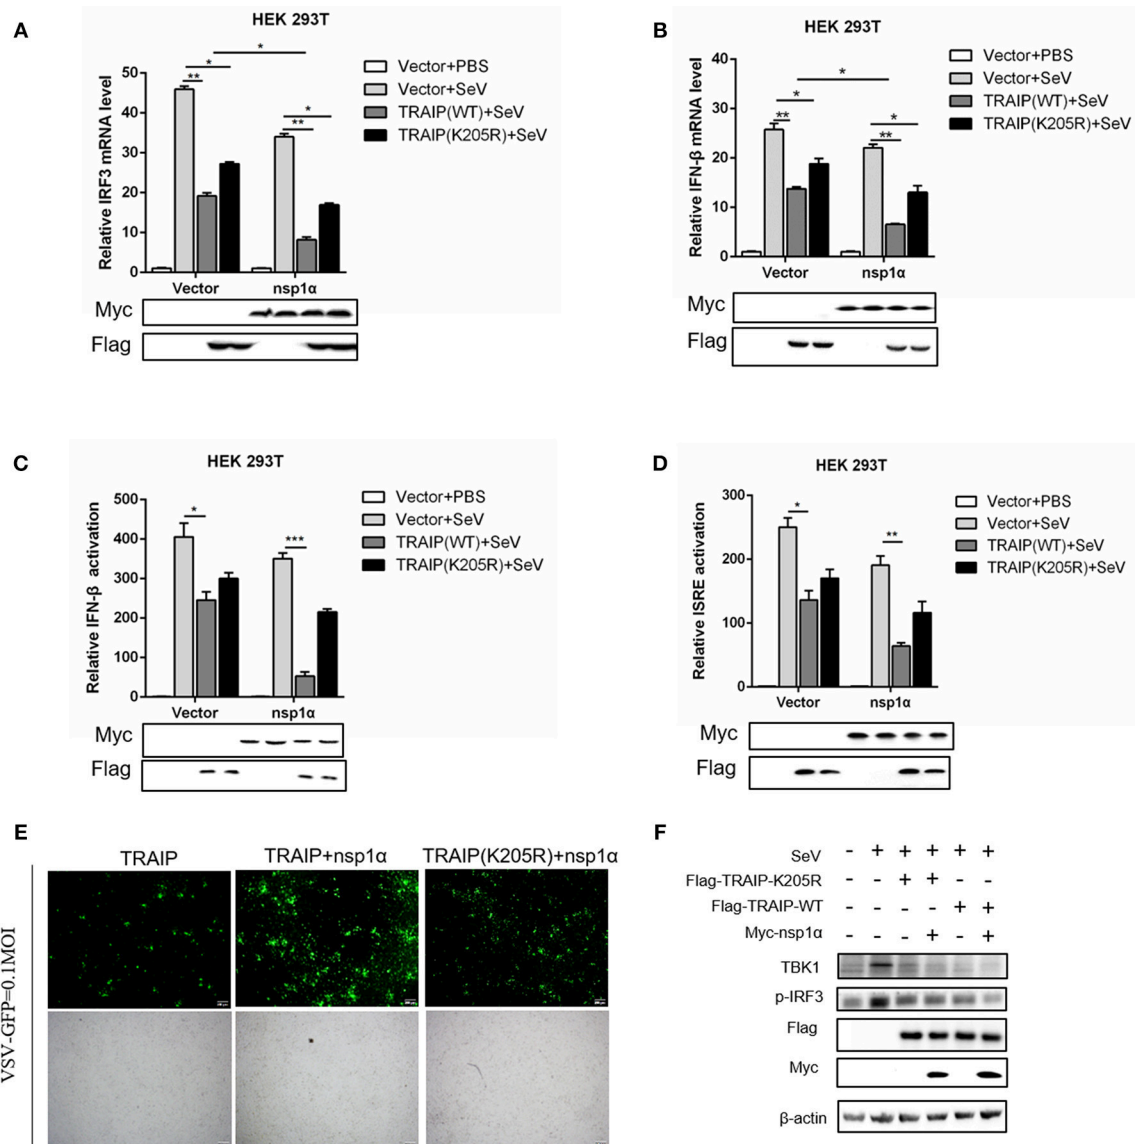 A
HEK 293T
Relative IRF3 mRNA level
50
40
30
20
10
0
*
*
**
*
**
Vector+PBS
Vector+SeV
TRAIP(WT)+SeV
TRAIP(K205R)+SeV
Vector nsp1α
Myc
Flag
B
HEK 293T
Relative IFN-β mRNA level
40
30
20
10
0
*
*
**
*
**
Vector+PBS
Vector+SeV
TRAIP(WT)+SeV
TRAIP(K205R)+SeV
Vector nsp1α
Myc
Flag
C
HEK 293T
Relative IFN-β activation
500
400
300
200
100
0
*
***
Vector+PBS
Vector+SeV
TRAIP(WT)+SeV
TRAIP(K205R)+SeV
Vector nsp1α
Myc
Flag
D
HEK 293T
Relative ISRE activation
300
200
100
0
*
**
Vector+PBS
Vector+SeV
TRAIP(WT)+SeV
TRAIP(K205R)+SeV
Vector nsp1α
Myc
Flag
E
TRAIP TRAIP+nsp1α TRAIP(K205R)+nsp1α
VSV-GFP=0.1MOI
F
SeV - + + + + +
Flag-TRAIP-K205R - - + + - -
Flag-TRAIP-WT - - - - + +
Myc-nsp1α - - - + - +
TBK1
p-IRF3
Flag
Myc
β-actin